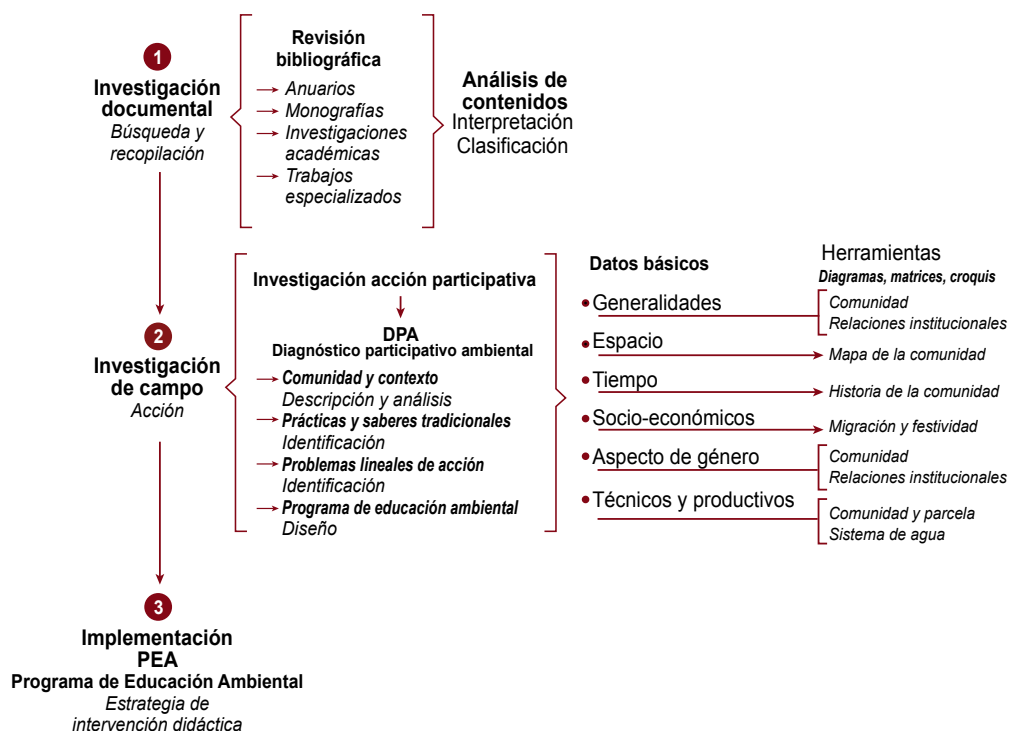 1
Investigación
documental
Búsqueda y
recopilación
Revisión
bibliográfica
Anuarios
Monografías
Investigaciones
académicas
Trabajos
especializados
Análisis de
contenidos
Interpretación
Clasificación
2
Investigación
de campo
Acción
Investigación acción participativa
DPA
Diagnóstico participativo ambiental
Comunidad y contexto
Descripción y análisis
Prácticas y saberes tradicionales
Identificación
Problemas lineales de acción
Identificación
Programa de educación ambiental
Diseño
Datos básicos
Herramientas
Diagramas, matrices, croquis
Generalidades
Comunidad
Relaciones institucionales
Espacio
Mapa de la comunidad
Tiempo
Historia de la comunidad
Socio-económicos
Migración y festividad
Aspecto de género
Comunidad
Relaciones institucionales
Técnicos y productivos
Comunidad y parcela
Sistema de agua
3
Implementación
PEA
Programa de Educación Ambiental
Estrategia de
intervención didáctica